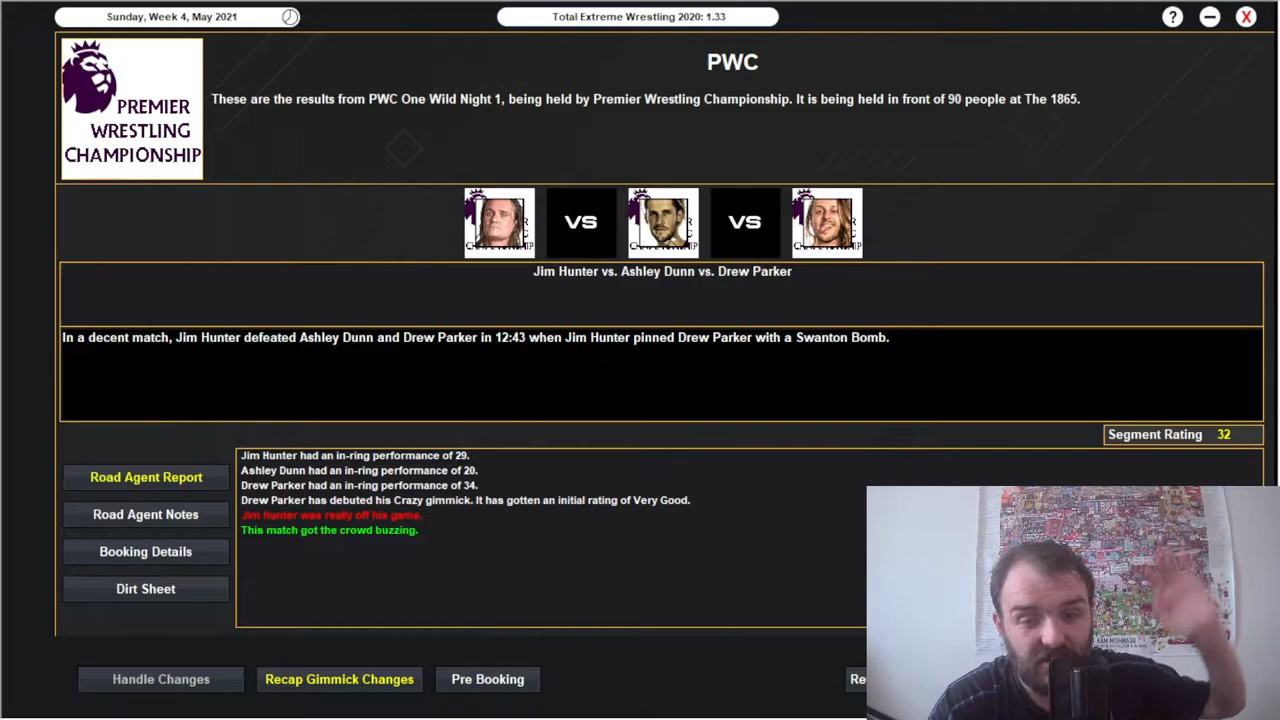 Sunday, Week 4, May 2021
Total Extreme Wrestling 2020: 1.33
?
X
PREMIER
WRESTLING
CHAMPIONSHIP
PWC
These are the results from PWC One Wild Night 1, being held by Premier Wrestling Championship. It is being held in front of 90 people at The 1865.
VS
VS
Jim Hunter vs. Ashley Dunn vs. Drew Parker
In a decent match, Jim Hunter defeated Ashley Dunn and Drew Parker in 12:43 when Jim Hunter pinned Drew Parker with a Swanton Bomb.
Segment Rating 32
Road Agent Report
Road Agent Notes
Booking Details
Dirt Sheet
Jim Hunter had an in-ring performance of 29.
Ashley Dunn had an in-ring performance of 20.
Drew Parker had an in-ring performance of 34.
Drew Parker has debuted his Crazy gimmick. It has gotten an initial rating of Very Good.
Jim Hunter was really off his game.
This match got the crowd buzzing.
Handle Changes
Recap Gimmick Changes
Pre Booking
Re